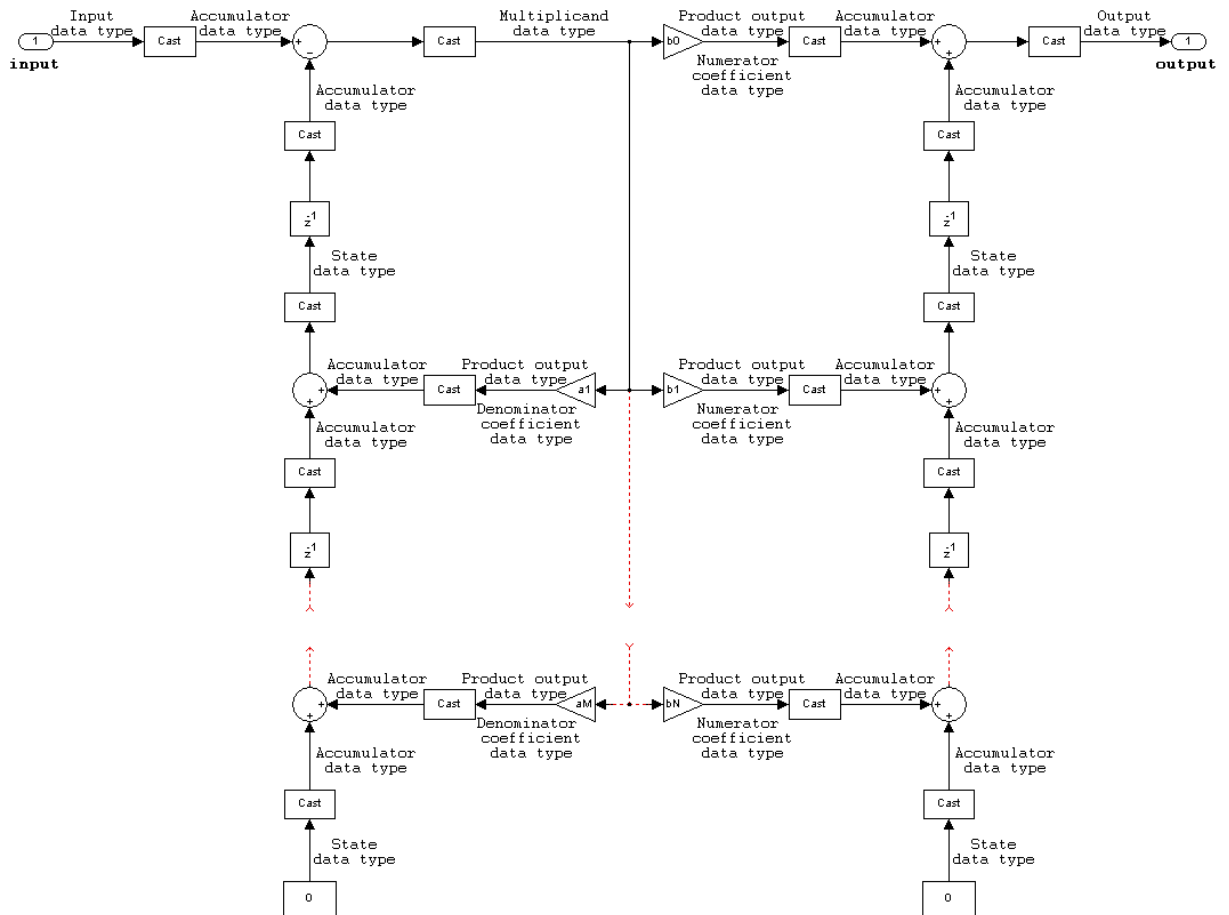 Input
data type
Accumulator
data type
Multiplicand
data type
Product output
data type
Accumulator
data type
Output
data type
1
Cast
+
−
Cast
b0
Cast
+
+
Cast
1
input
output
Numerator
coefficient
data type
Accumulator
data type
Accumulator
data type
Cast
Cast
z-1
z-1
State
data type
State
data type
Cast
Cast
Accumulator
data type
Product output
data type
Product output
data type
Accumulator
data type
+
+
Cast
a1
b1
Cast
+
+
Denominator
coefficient
data type
Numerator
coefficient
data type
Accumulator
data type
Accumulator
data type
Cast
Cast
z-1
z-1
Accumulator
data type
Product output
data type
Product output
data type
Accumulator
data type
+
+
Cast
aM
bN
Cast
+
+
Denominator
coefficient
data type
Numerator
coefficient
data type
Accumulator
data type
Accumulator
data type
Cast
Cast
State
data type
State
data type
0
0